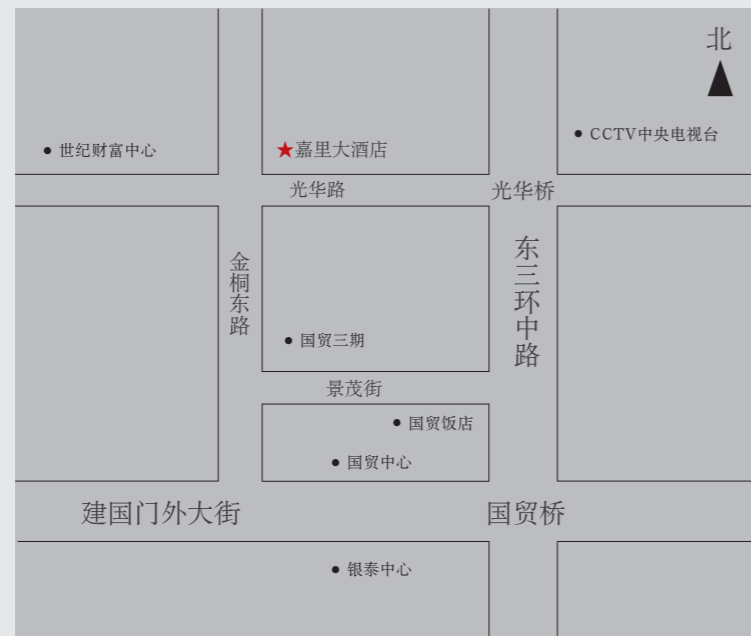 北
CCTV中央电视台
世纪财富中心
嘉里大酒店
光华路
光华桥
金桐东路
东三环中路
国贸三期
景茂街
国贸饭店
国贸中心
建国门外大街
国贸桥
银泰中心